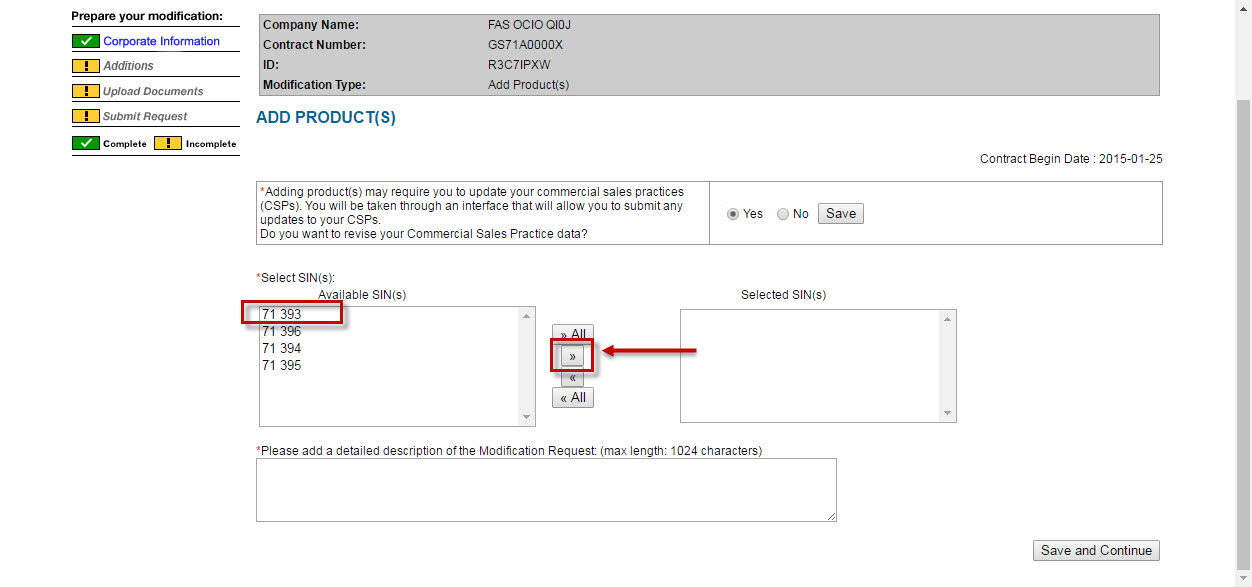 Prepare your modification:
Corporate Information
! Additions
! Upload Documents
! Submit Request
Complete ! Incomplete
Company Name: FAS OCIO QI0J
Contract Number: GS71A0000X
ID: R3C7IPXW
Modification Type: Add Product(s)
ADD PRODUCT(S)
Contract Begin Date : 2015-01-25
*Adding product(s) may require you to update your commercial sales practices
(CSPs). You will be taken through an interface that will allow you to submit any
updates to your CSPs.
Do you want to revise your Commercial Sales Practice data?
Yes No Save
*Select SIN(s):
Available SIN(s) Selected SIN(s)
71 393
71 396
71 394
71 395
» All
»
«
« All
*Please add a detailed description of the Modification Request: (max length: 1024 characters)
Save and Continue